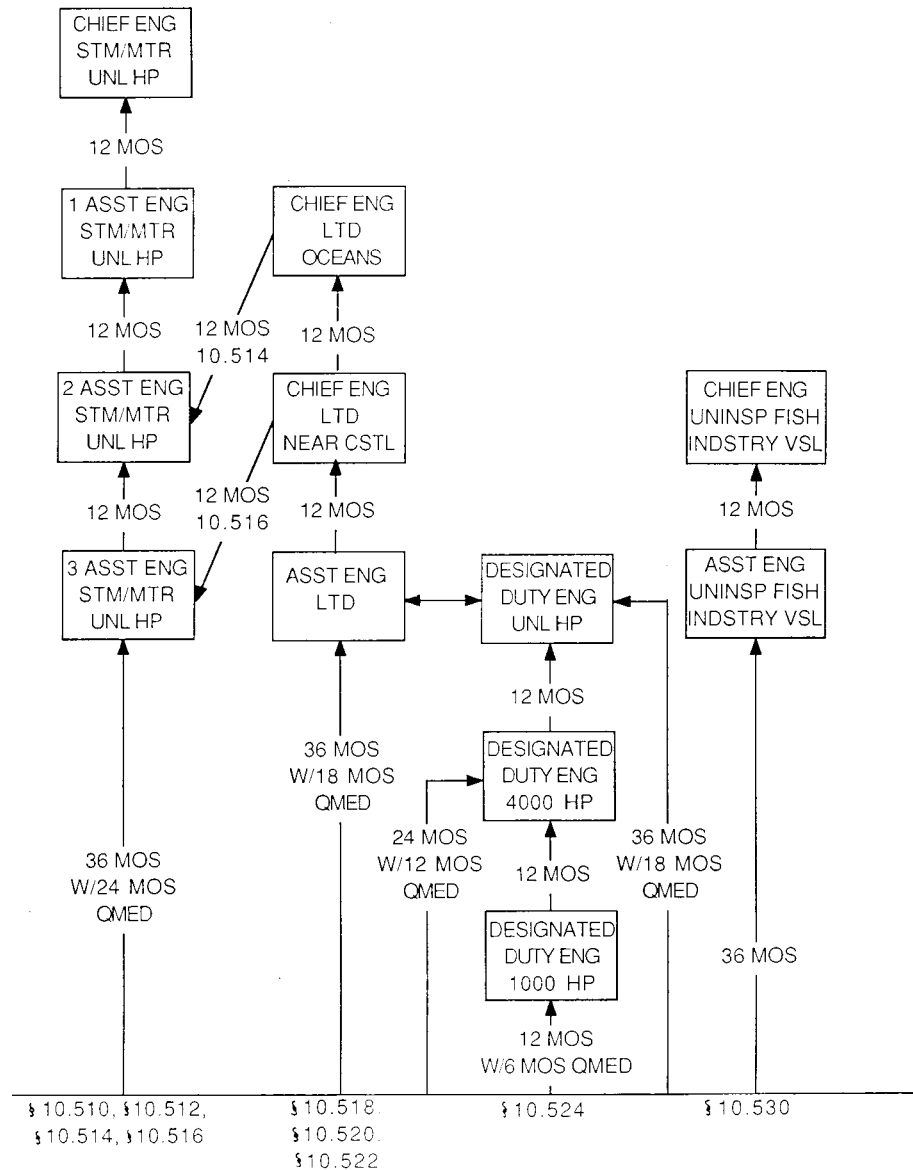 CHIEF ENG
STM/MTR
UNL HP
12 MOS
1 ASST ENG
STM/MTR
UNL HP
12 MOS
2 ASST ENG
STM/MTR
UNL HP
12 MOS
3 ASST ENG
STM/MTR
UNL HP
36 MOS
W/24 MOS
QMED
§ 10.510, § 10.512,
§ 10.514, § 10.516
CHIEF ENG
LTD
OCEANS
12 MOS
10.514
12 MOS
CHIEF ENG
LTD
NEAR CSTL
12 MOS
10.516
12 MOS
ASST ENG
LTD
36 MOS
W/18 MOS
QMED
§ 10.518.
§ 10.520.
§ 10.522
DESIGNATED
DUTY ENG
UNL HP
12 MOS
DESIGNATED
DUTY ENG
4000 HP
24 MOS
W/12 MOS
QMED
12 MOS
36 MOS
W/18 MOS
QMED
DESIGNATED
DUTY ENG
1000 HP
12 MOS
W/6 MOS QMED
§ 10.524
CHIEF ENG
UNINSP FISH
INDSTRY VSL
12 MOS
ASST ENG
UNINSP FISH
INDSTRY VSL
36 MOS
§ 10.530